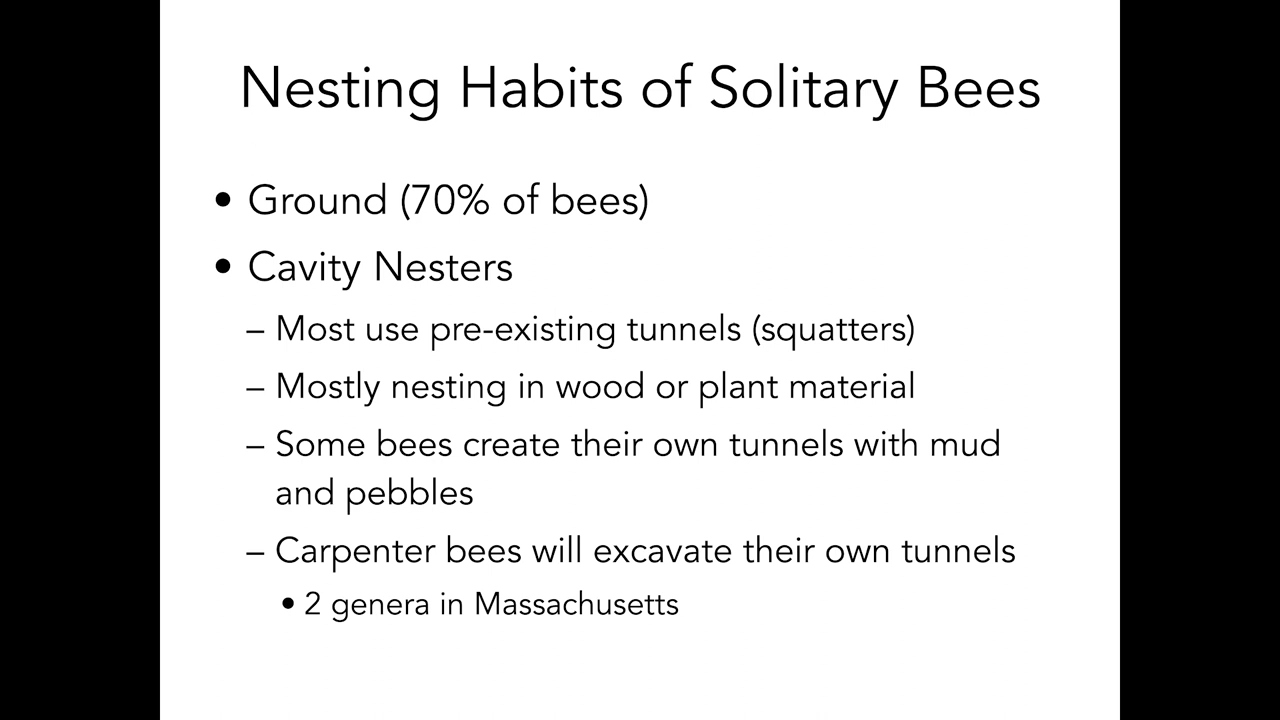 Nesting Habits of Solitary Bees
• Ground (70% of bees)
• Cavity Nesters
– Most use pre-existing tunnels (squatters)
– Mostly nesting in wood or plant material
– Some bees create their own tunnels with mud
and pebbles
– Carpenter bees will excavate their own tunnels
• 2 genera in Massachusetts